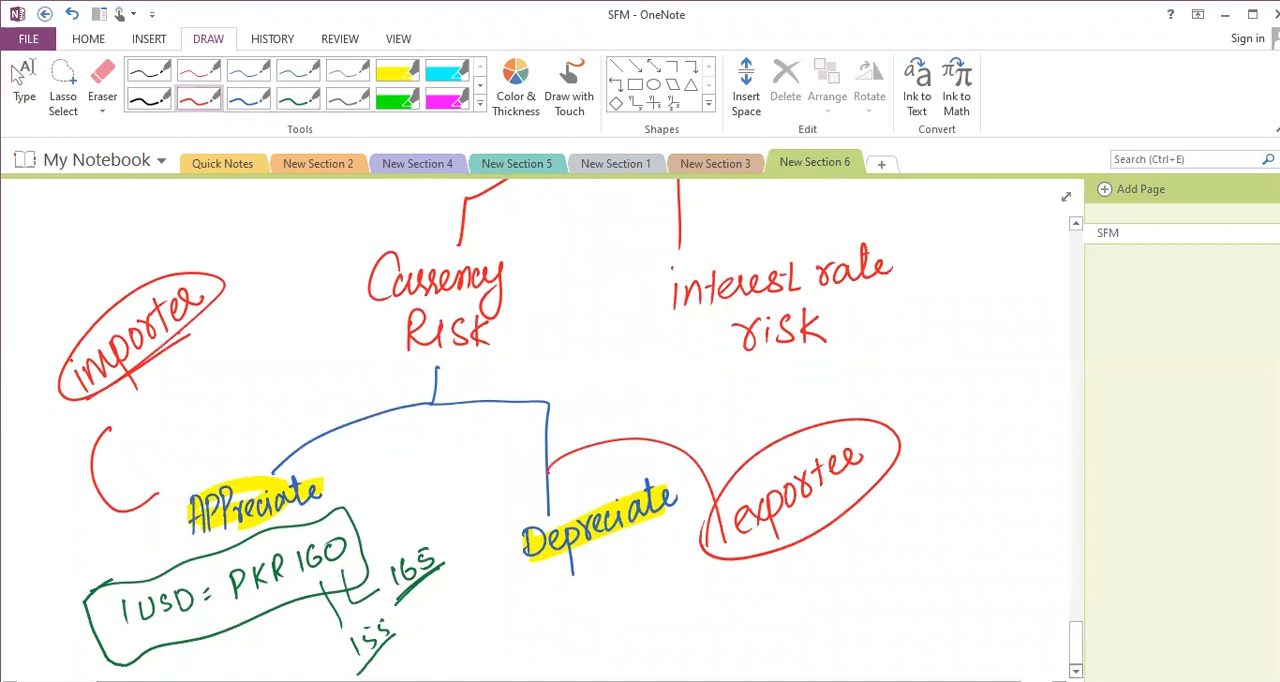 SFM - OneNote
?
FILE HOME INSERT DRAW HISTORY REVIEW VIEW
Sign in
Type
Lasso Select
Eraser
Color & Thickness
Draw with Touch
Insert Space
Delete
Arrange
Rotate
Ink to Text
Ink to Math
Tools
Shapes
Edit
Convert
My Notebook
Quick Notes
New Section 2
New Section 4
New Section 5
New Section 1
New Section 3
New Section 6
Search (Ctrl+E)
Add Page
SFM
Currency
Risk
interest rate
risk
importer
Appreciate
Depreciate
exporter
1 USD = PKR 160
165
155